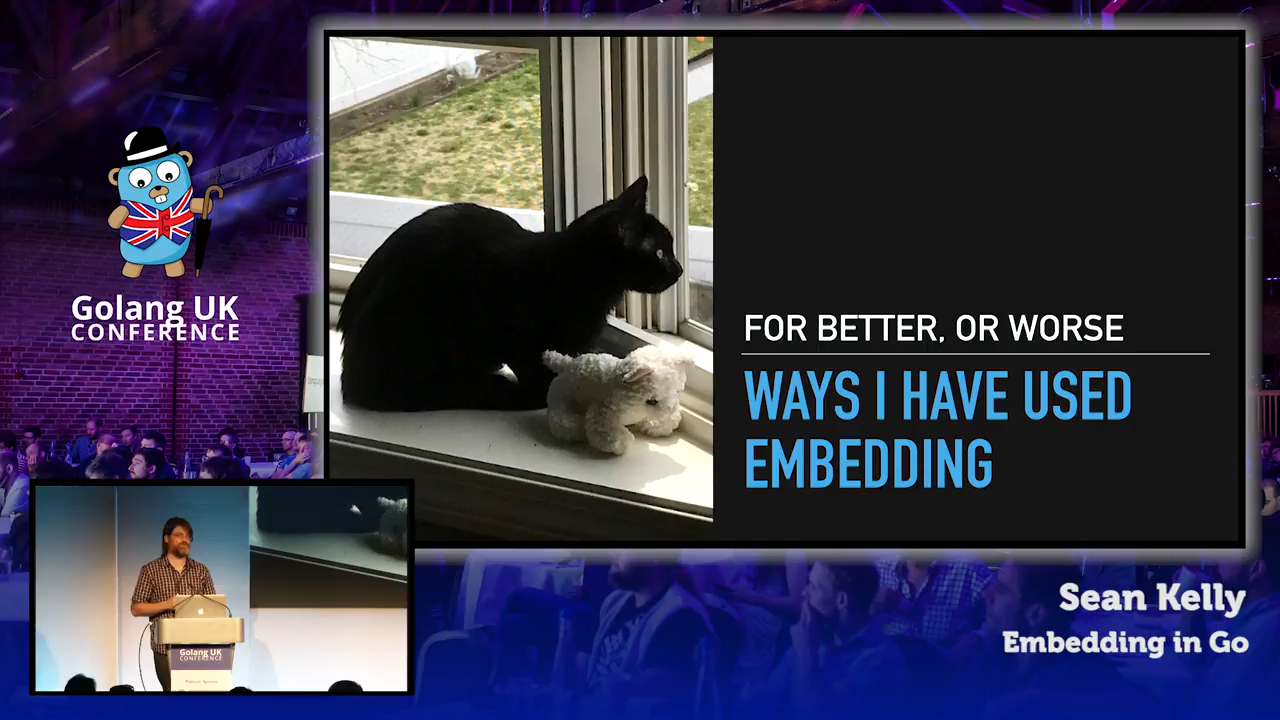 Golang UK
CONFERENCE
FOR BETTER, OR WORSE
WAYS I HAVE USED
EMBEDDING
Golang UK
CONFERENCE
Sean Kelly
Embedding in Go